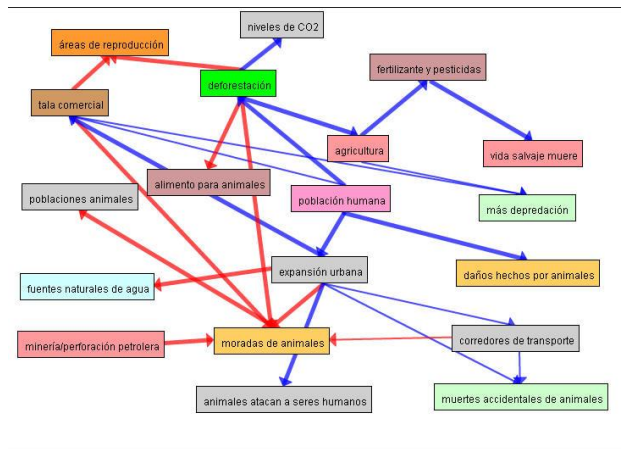 niveles de CO2
áreas de reproducción
fertilizante y pesticidas
deforestación
tala comercial
agricultura
vida salvaje muere
alimento para animales
poblaciones animales
población humana
más depredación
expansión urbana
daños hechos por animales
fuentes naturales de agua
minería/perforación petrolera
moradas de animales
corredores de transporte
animales atacan a seres humanos
muertes accidentales de animales